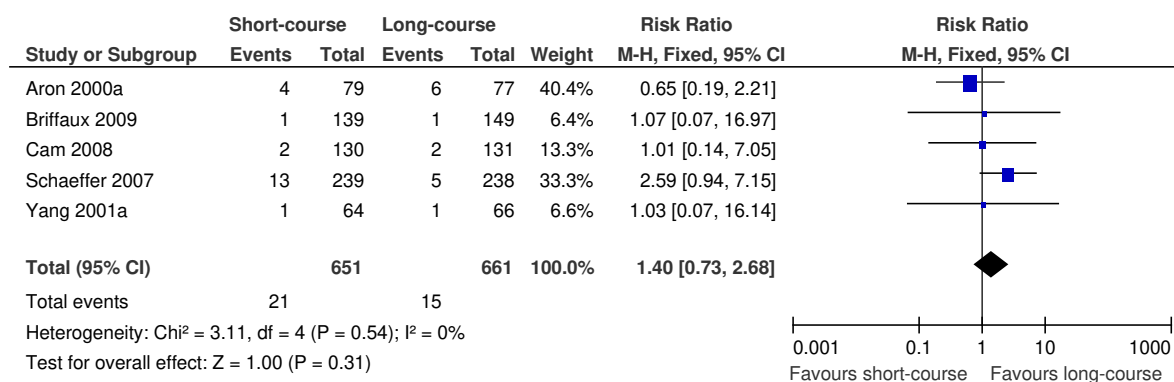 Short-course Long-course Risk Ratio Risk Ratio
Study or Subgroup Events Total Events Total Weight M-H, Fixed, 95% CI M-H, Fixed, 95% CI
Aron 2000a 4 79 6 77 40.4% 0.65 [0.19, 2.21]
Briffaux 2009 1 139 1 149 6.4% 1.07 [0.07, 16.97]
Cam 2008 2 130 2 131 13.3% 1.01 [0.14, 7.05]
Schaeffer 2007 13 239 5 238 33.3% 2.59 [0.94, 7.15]
Yang 2001a 1 64 1 66 6.6% 1.03 [0.07, 16.14]
Total (95% CI) 651 661 100.0% 1.40 [0.73, 2.68]
Total events 21 15
Heterogeneity: Chi² = 3.11, df = 4 (P = 0.54); I² = 0%
Test for overall effect: Z = 1.00 (P = 0.31)
0.001 0.1 1 10 1000
Favours short-course Favours long-course